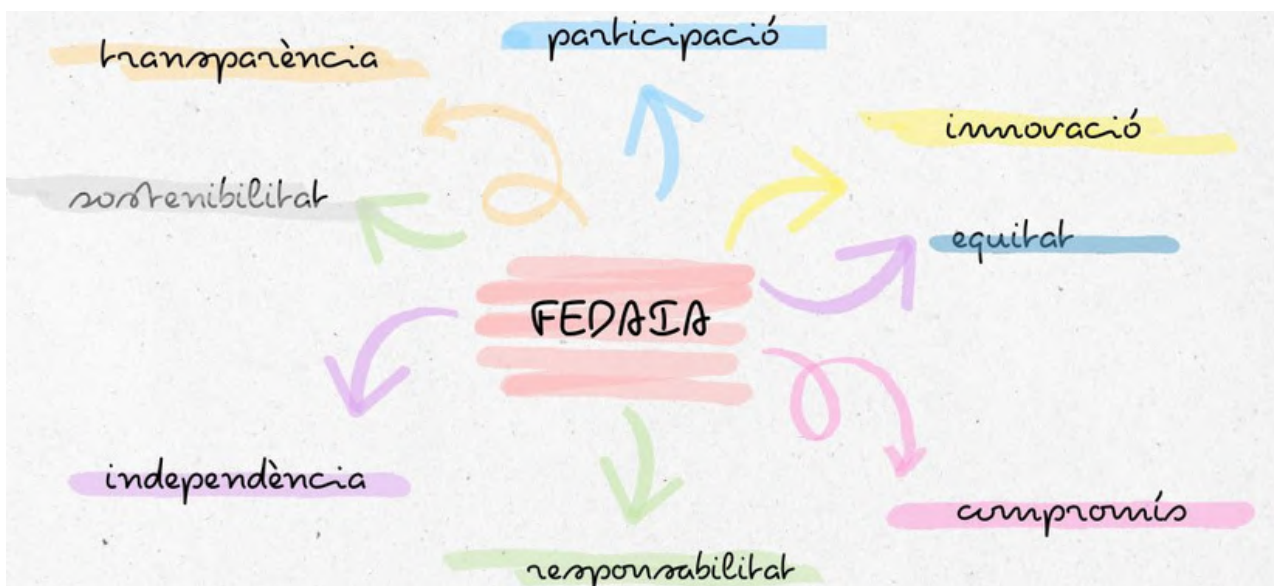 transparència
participació
innovació
sostenibilitat
equitat
FEDAIA
independència
compromís
responsabilitat